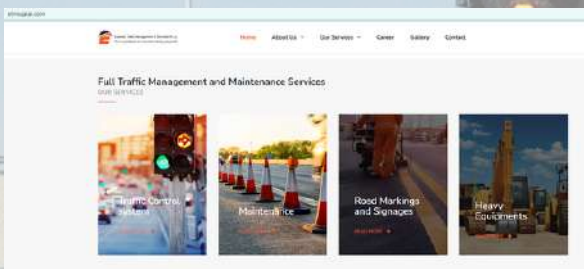 Home About Us Our Services Career Gallery Contact
Full Traffic Management and Maintenance Services
OUR SERVICES
Traffic Control
System
Maintenance
Road Markings
and Signages
READ MORE
Heavy
Equipments